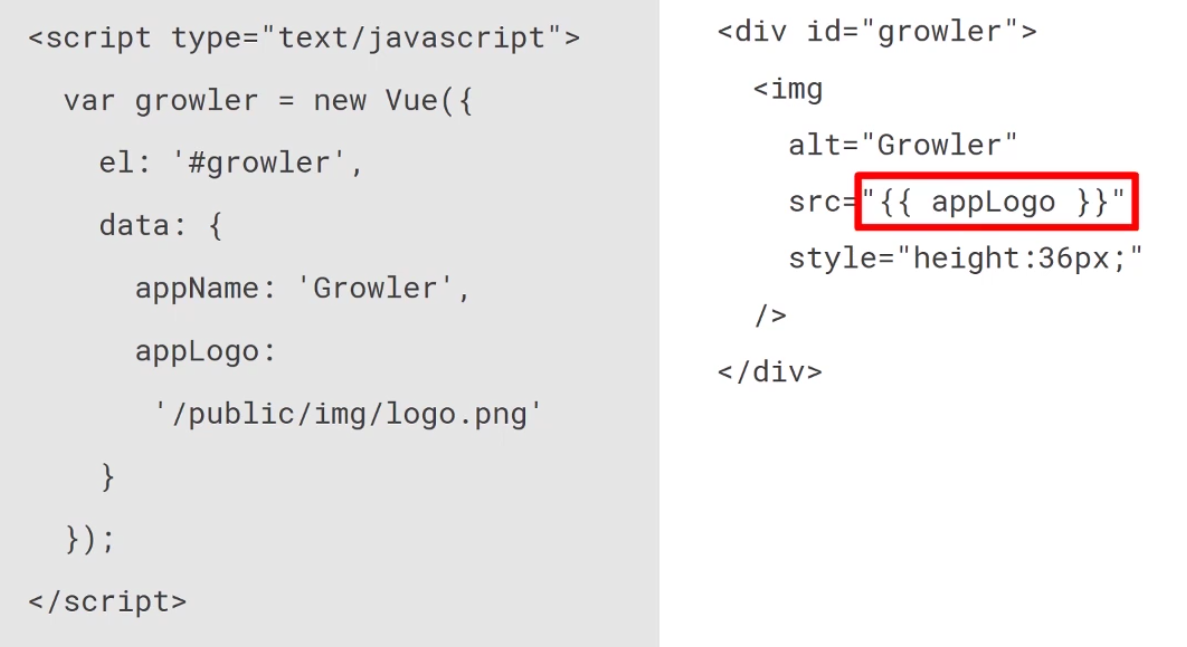 <script type="text/javascript">
var growler = new Vue({
el: '#growler',
data: {
appName: 'Growler',
appLogo:
'/public/img/logo.png'
}
});
</script>
<div id="growler">
<img
alt="Growler"
src="{{ appLogo }}"
style="height:36px;"
/>
</div>